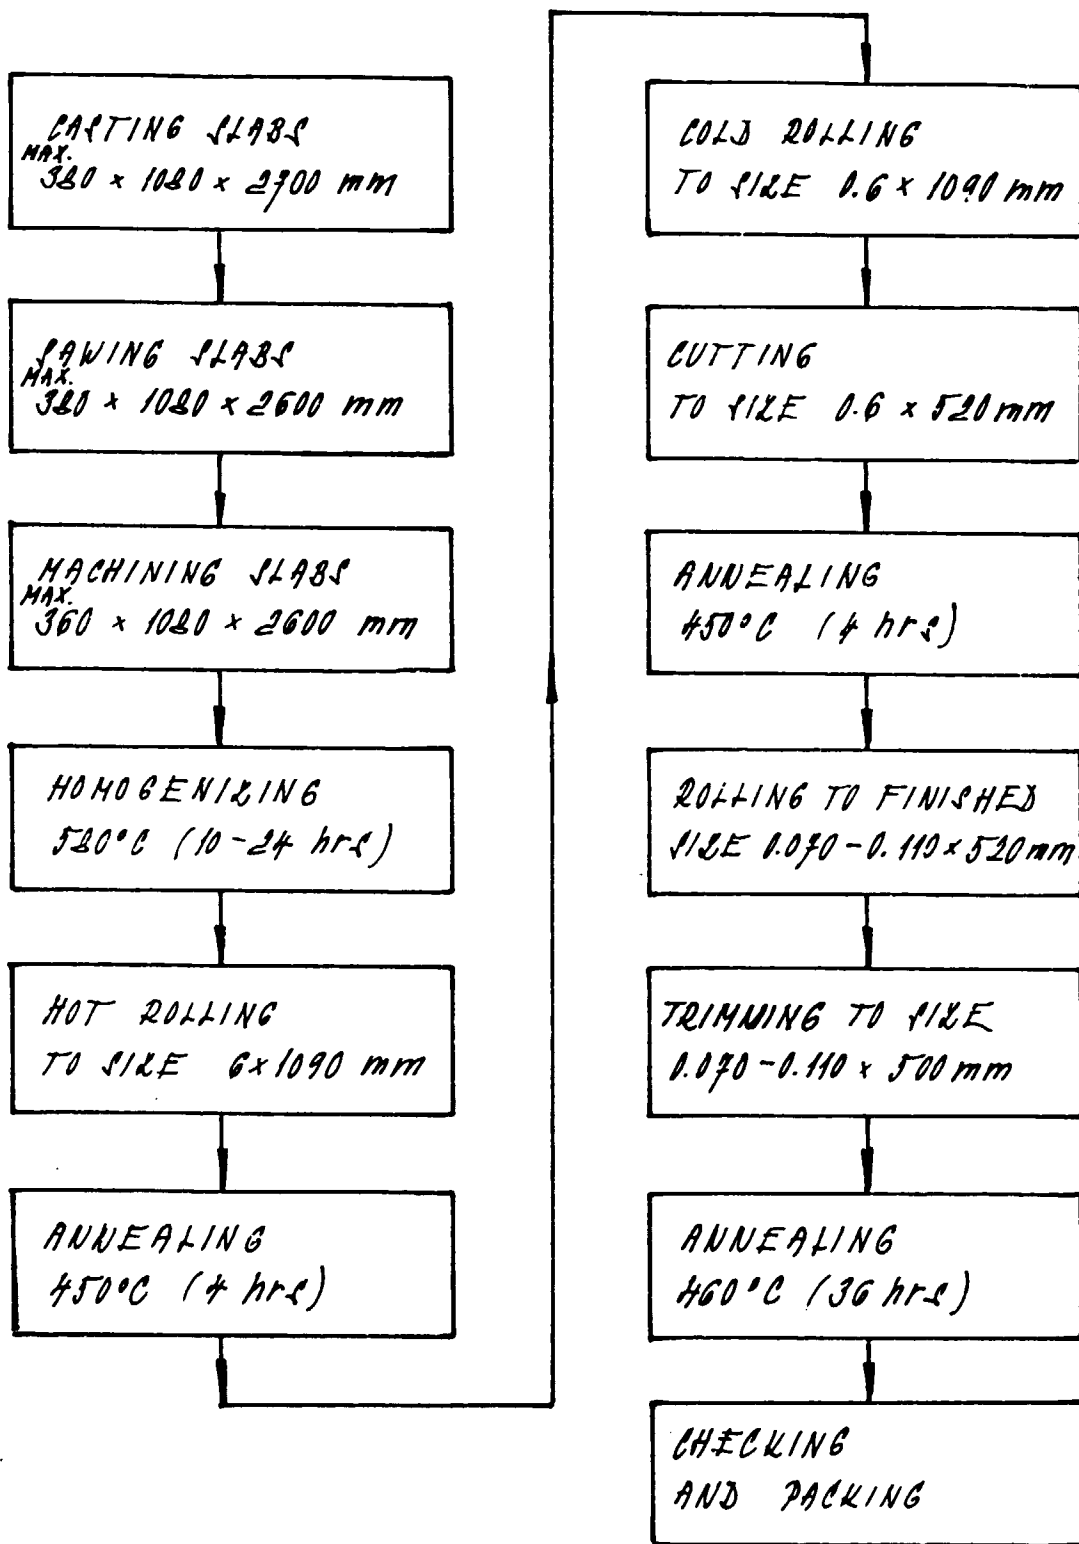 CASTING SLABS
MAX.
380 x 1080 x 2700 mm
SAWING SLABS
MAX.
380 x 1080 x 2600 mm
MACHINING SLABS
MAX.
360 x 1080 x 2600 mm
HOMOGENIZING
580°C (10-24 hrs)
HOT ROLLING
TO SIZE 6x1090 mm
ANNEALING
450°C (4 hrs)
COLD ROLLING
TO SIZE 0.6 x 1090 mm
CUTTING
TO SIZE 0.6 x 520 mm
ANNEALING
450°C (4 hrs)
ROLLING TO FINISHED
SIZE 0.070-0.110 x 520 mm
TRIMMING TO SIZE
0.070-0.110 x 500 mm
ANNEALING
460°C (36 hrs)
CHECKING
AND PACKING